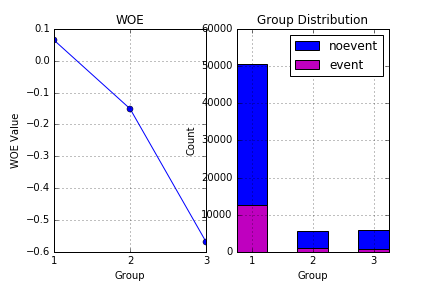 WOE
Group Distribution
0.1
0.0
−0.1
−0.2
−0.3
−0.4
−0.5
−0.6
WOE Value
1
2
3
Group
60000
50000
40000
30000
20000
10000
0
Count
noevent
event
1
2
3
Group